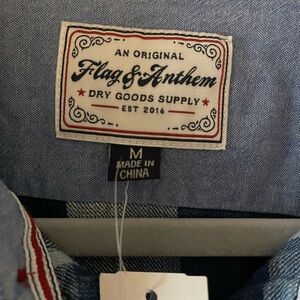 AN ORIGINAL
Flag & Anthem
DRY GOODS SUPPLY
EST 2016
M
MADE IN
CHINA